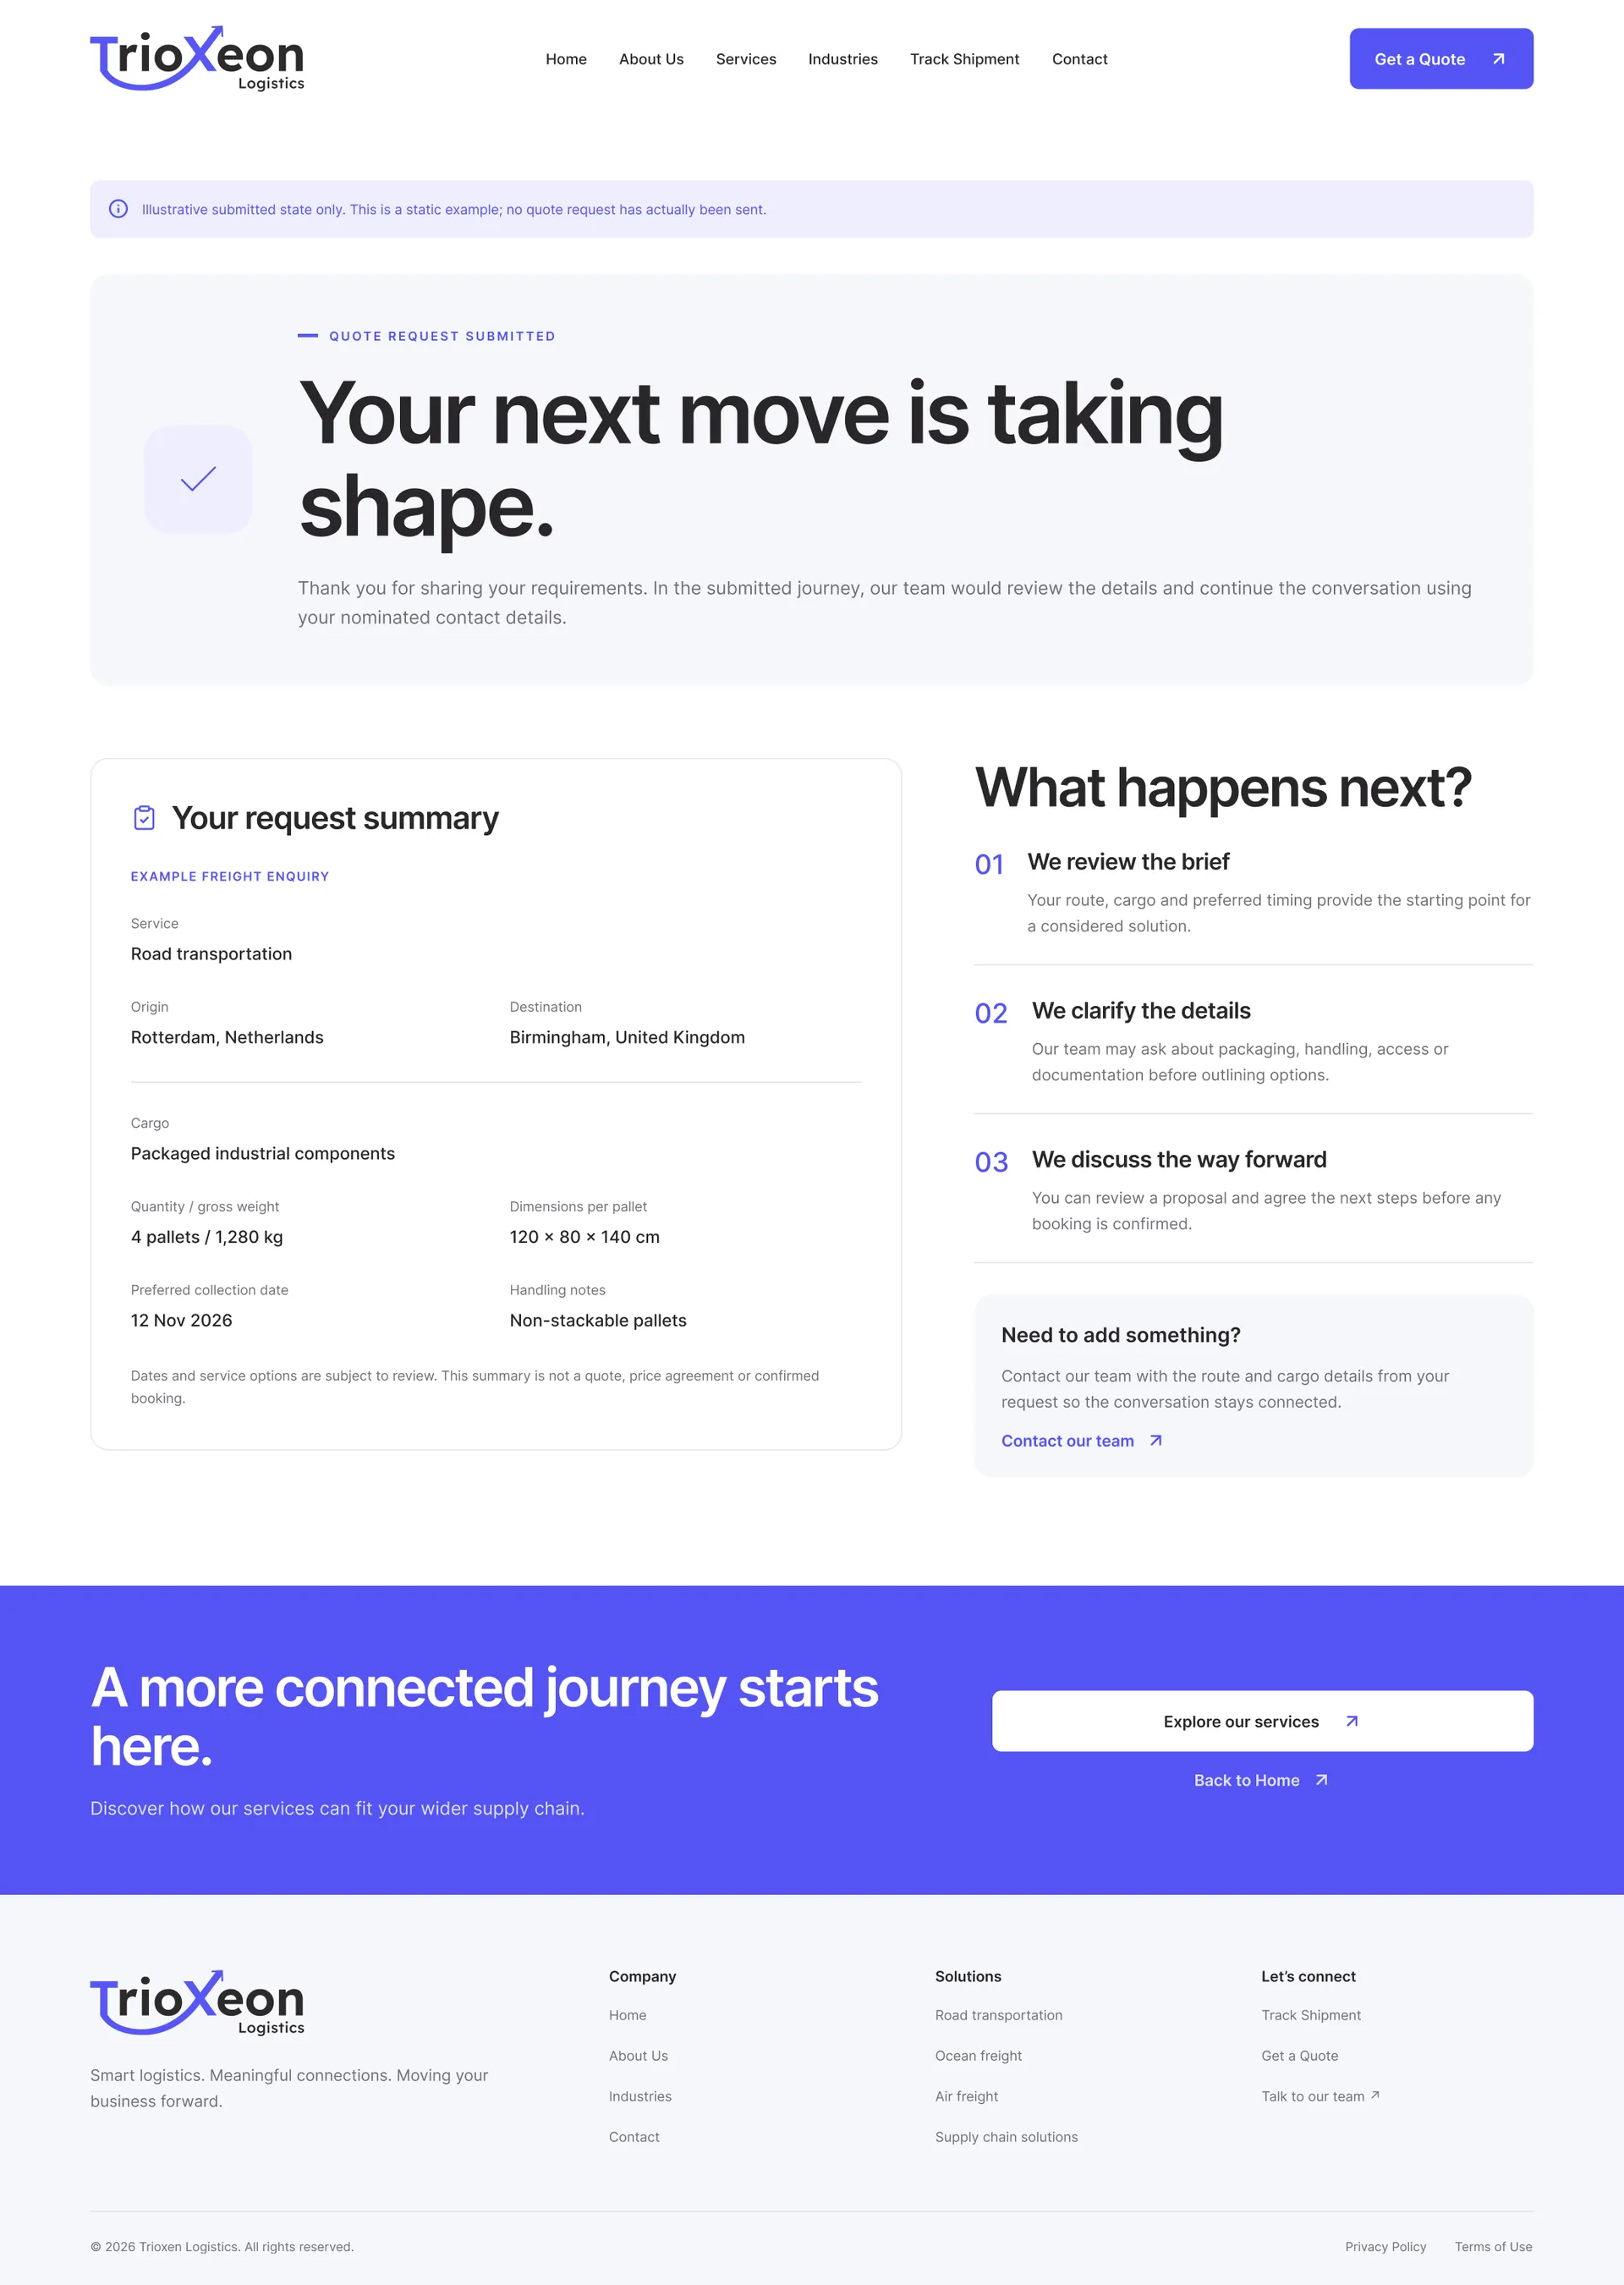 TrioXeon
Logistics
Home About Us Services Industries Track Shipment Contact
Get a Quote
Illustrative submitted state only. This is a static example; no quote request has actually been sent.
QUOTE REQUEST SUBMITTED
Your next move is taking
shape.
Thank you for sharing your requirements. In the submitted journey, our team would review the details and continue the conversation using
your nominated contact details.
Your request summary
EXAMPLE FREIGHT ENQUIRY
Service
Road transportation
Origin
Rotterdam, Netherlands
Destination
Birmingham, United Kingdom
Cargo
Packaged industrial components
Quantity / gross weight
4 pallets / 1,280 kg
Dimensions per pallet
120 × 80 × 140 cm
Preferred collection date
12 Nov 2026
Handling notes
Non-stackable pallets
Dates and service options are subject to review. This summary is not a quote, price agreement or confirmed
booking.
What happens next?
01 We review the brief
Your route, cargo and preferred timing provide the starting point for
a considered solution.
02 We clarify the details
Our team may ask about packaging, handling, access or
documentation before outlining options.
03 We discuss the way forward
You can review a proposal and agree the next steps before any
booking is confirmed.
Need to add something?
Contact our team with the route and cargo details from your
request so the conversation stays connected.
Contact our team
A more connected journey starts
here.
Discover how our services can fit your wider supply chain.
Explore our services
Back to Home
TrioXeon
Logistics
Smart logistics. Meaningful connections. Moving your
business forward.
Company
Home
About Us
Industries
Contact
Solutions
Road transportation
Ocean freight
Air freight
Supply chain solutions
Let’s connect
Track Shipment
Get a Quote
Talk to our team ↗
© 2026 Trioxen Logistics. All rights reserved.
Privacy Policy Terms of Use